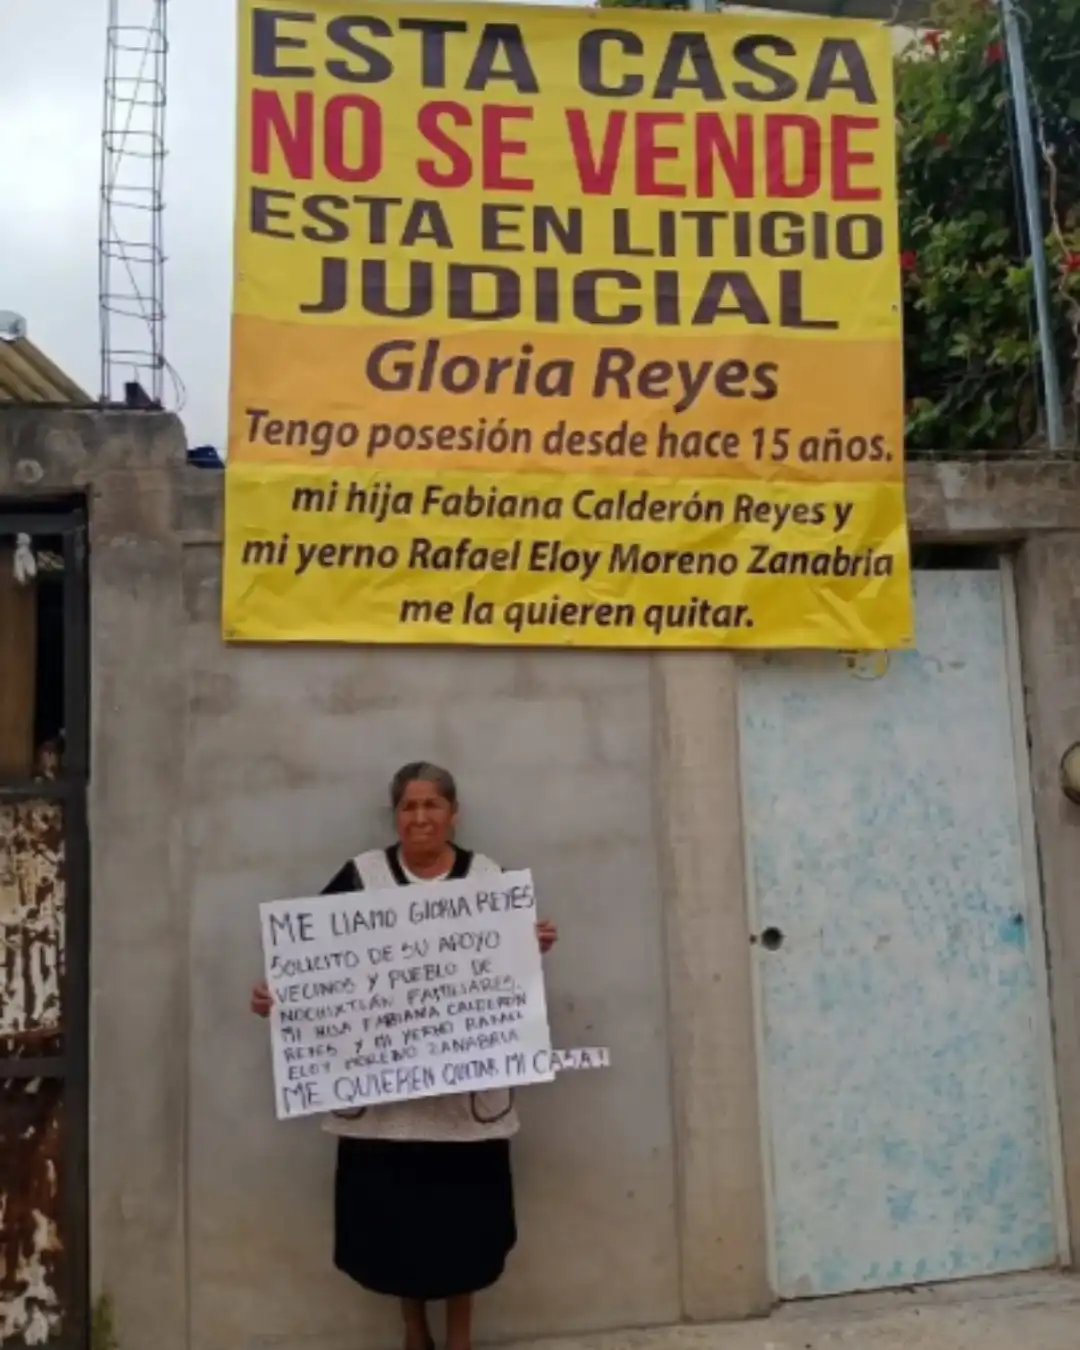 ESTA CASA
NO SE VENDE
ESTA EN LITIGIO
JUDICIAL
Gloria Reyes
Tengo posesión desde hace 15 años.
mi hija Fabiana Calderón Reyes y
mi yerno Rafael Eloy Moreno Zanabria
me la quieren quitar.
ME LLAMO GLORIA REYES
SOLICITO DE SU APOYO
VECINOS Y PUEBLO DE
NOCHIXTLÁN FAMILIARES.
MI HIJA FABIANA CALDERÓN
REYES Y MI YERNO RAFAEL
ELOY MORENO ZANABRIA
ME QUIEREN QUITAR MI CASA!